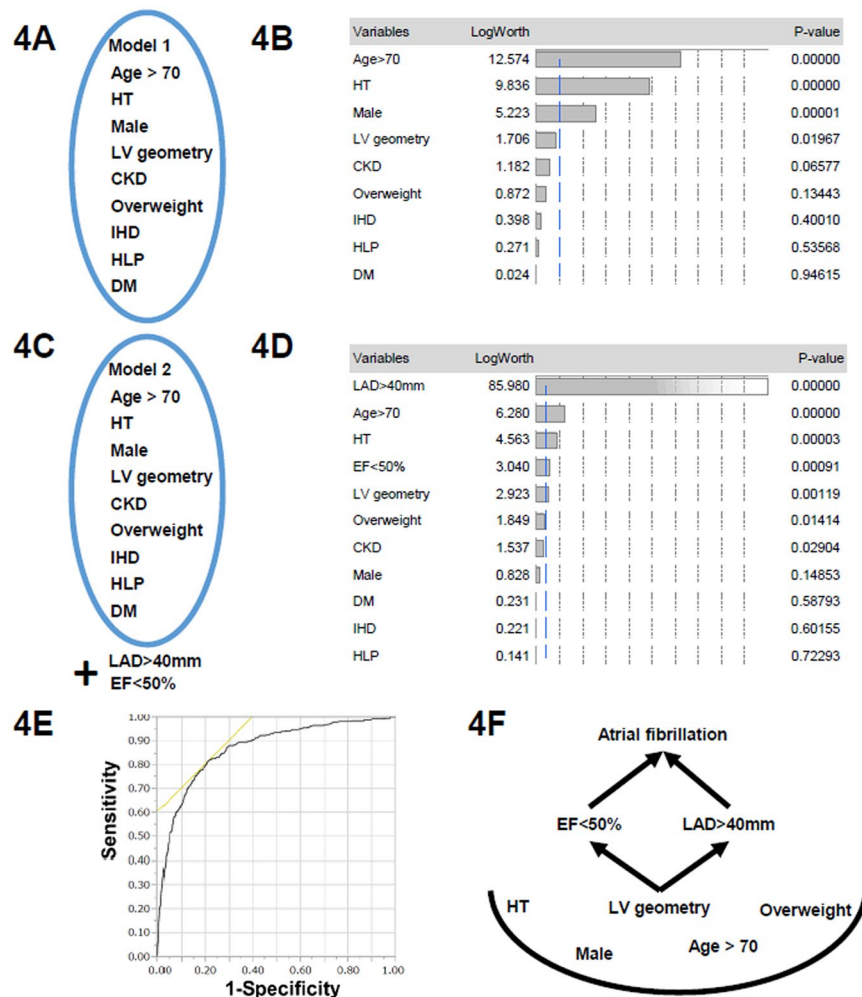 4A
Model 1
Age > 70
HT
Male
LV geometry
CKD
Overweight
IHD
HLP
DM
4B
Variables LogWorth P-value
Age>70 12.574 0.00000
HT 9.836 0.00000
Male 5.223 0.00001
LV geometry 1.706 0.01967
CKD 1.182 0.06577
Overweight 0.872 0.13443
IHD 0.398 0.40010
HLP 0.271 0.53568
DM 0.024 0.94615
4C
Model 2
Age > 70
HT
Male
LV geometry
CKD
Overweight
IHD
HLP
DM
+ LAD>40mm
EF<50%
4D
Variables LogWorth P-value
LAD>40mm 85.980 0.00000
Age>70 6.280 0.00000
HT 4.563 0.00003
EF<50% 3.040 0.00091
LV geometry 2.923 0.00119
Overweight 1.849 0.01414
CKD 1.537 0.02904
Male 0.828 0.14853
DM 0.231 0.58793
IHD 0.221 0.60155
HLP 0.141 0.72293
4E
Sensitivity
1.00
0.90
0.80
0.70
0.60
0.50
0.40
0.30
0.20
0.10
0.00
0.00 0.20 0.40 0.60 0.80 1.00
1-Specificity
4F
Atrial fibrillation
EF<50% LAD>40mm
HT LV geometry Overweight
Male Age > 70